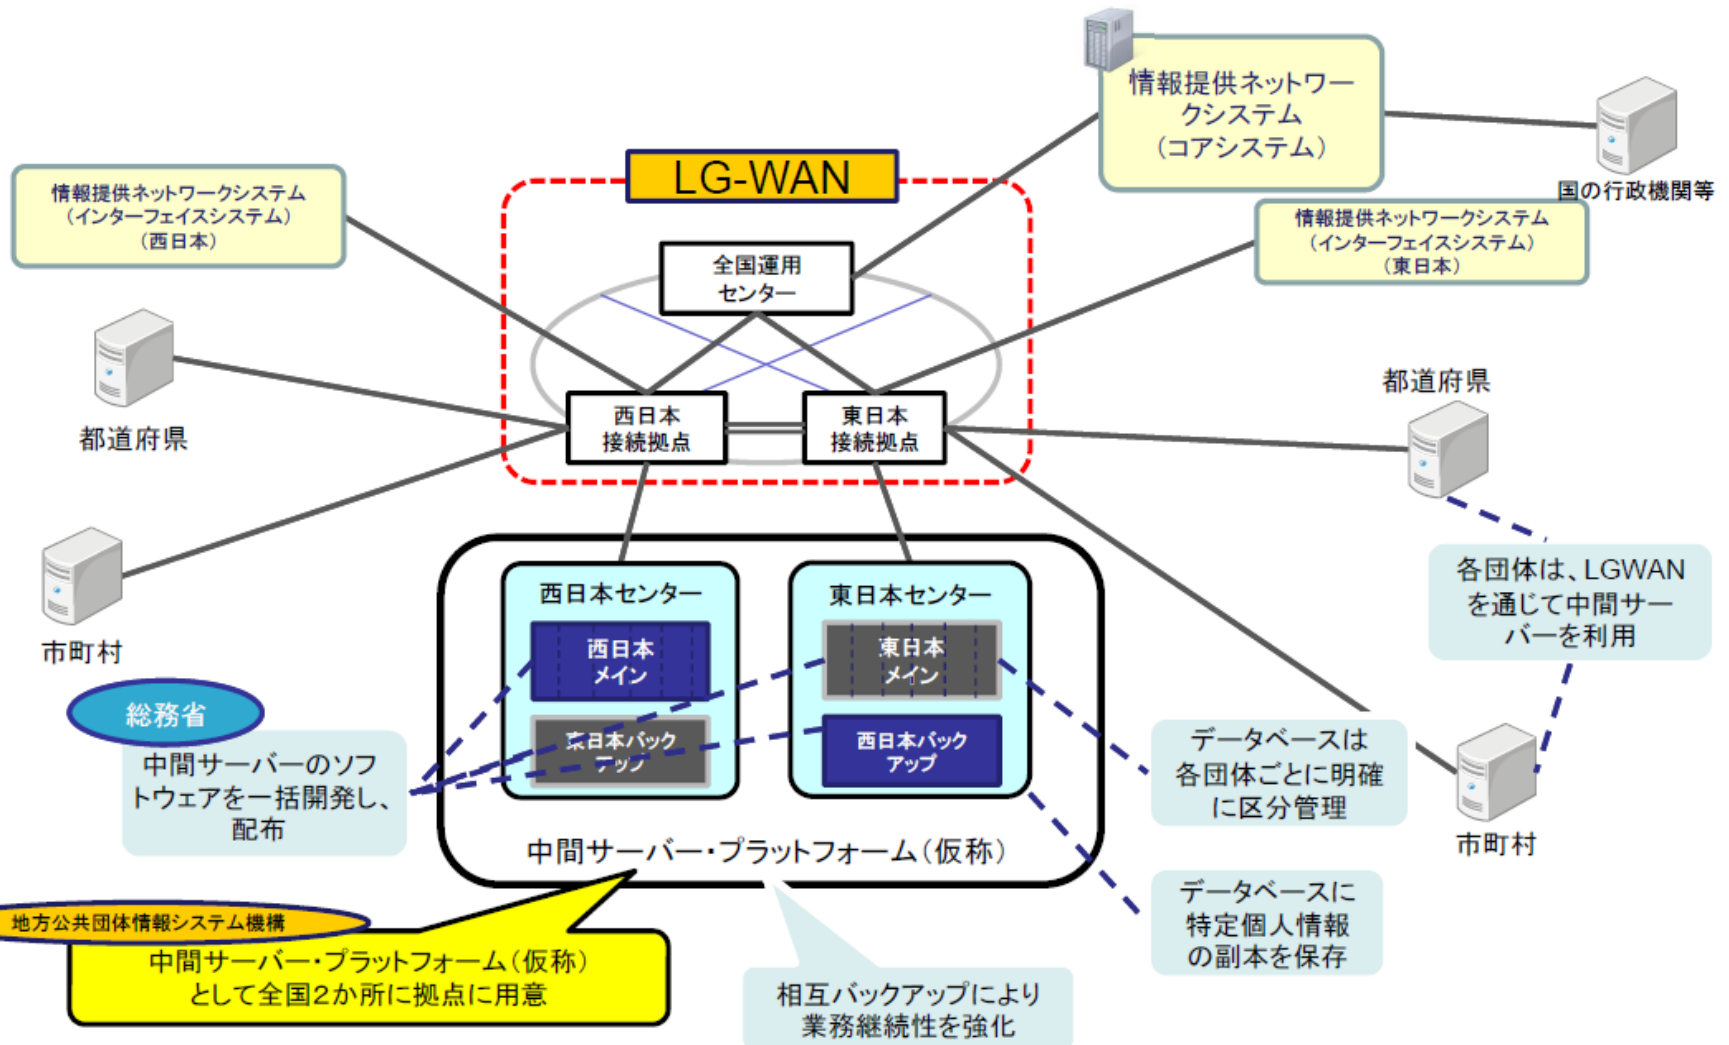 情報提供ネットワー
クシステム
（コアシステム）
国の行政機関等
LG-WAN
情報提供ネットワークシステム
（インターフェイスシステム）
（西日本）
情報提供ネットワークシステム
（インターフェイスシステム）
（東日本）
全国運用
センター
都道府県
西日本
接続拠点
東日本
接続拠点
都道府県
市町村
各団体は、LGWAN
を通じて中間サー
バーを利用
西日本センター
西日本
メイン
東日本バック
アップ
東日本センター
東日本
メイン
西日本バック
アップ
総務省
中間サーバーのソフ
トウェアを一括開発し、
配布
データベースは
各団体ごとに明確
に区分管理
市町村
中間サーバー・プラットフォーム（仮称）
データベースに
特定個人情報
の副本を保存
地方公共団体情報システム機構
中間サーバー・プラットフォーム（仮称）
として全国２か所に拠点に用意
相互バックアップにより
業務継続性を強化